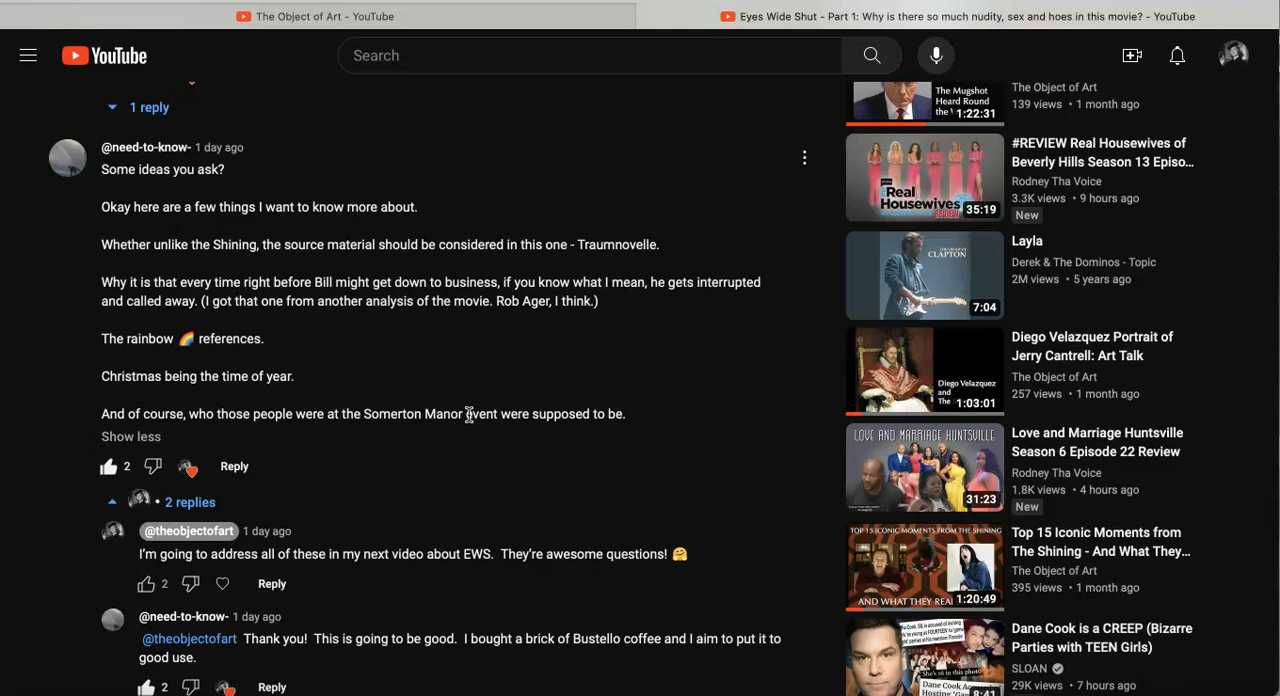 The Object of Art - YouTube
Eyes Wide Shut - Part 1: Why is there so much nudity, sex and hoes in this movie? - YouTube
YouTube
Search
1 reply
@need-to-know- 1 day ago
Some ideas you ask?
Okay here are a few things I want to know more about.
Whether unlike the Shining, the source material should be considered in this one - Traumnovelle.
Why it is that every time right before Bill might get down to business, if you know what I mean, he gets interrupted
and called away. (I got that one from another analysis of the movie. Rob Ager, I think.)
The rainbow 🌈 references.
Christmas being the time of year.
And of course, who those people were at the Somerton Manor event were supposed to be.
Show less
2
Reply
• 2 replies
@theobjectofart 1 day ago
I'm going to address all of these in my next video about EWS. They're awesome questions! 🤗
2
Reply
@need-to-know- 1 day ago
@theobjectofart Thank you! This is going to be good. I bought a brick of Bustello coffee and I aim to put it to
good use.
2
Reply
The Mugshot
Heard Round
the
1:22:31
The Object of Art
139 views • 1 month ago
Real
Housewives
REVIEW
35:19
#REVIEW Real Housewives of
Beverly Hills Season 13 Episo...
Rodney Tha Voice
3.3K views • 9 hours ago
New
CLAPTON
7:04
Layla
Derek & The Dominos - Topic
2M views • 5 years ago
Diego Velazquez
and
The
1:03:01
Diego Velazquez Portrait of
Jerry Cantrell: Art Talk
The Object of Art
257 views • 1 month ago
LOVE AND MARRIAGE HUNTSVILLE
31:23
Love and Marriage Huntsville
Season 6 Episode 22 Review
Rodney Tha Voice
1.8K views • 4 hours ago
New
TOP 15 ICONIC MOMENTS FROM THE SHINING
AND WHAT THEY REAL
1:20:49
Top 15 Iconic Moments from
The Shining - And What They...
The Object of Art
395 views • 1 month ago
8:41
Dane Cook is a CREEP (Bizarre
Parties with TEEN Girls)
SLOAN
29K views • 7 hours ago